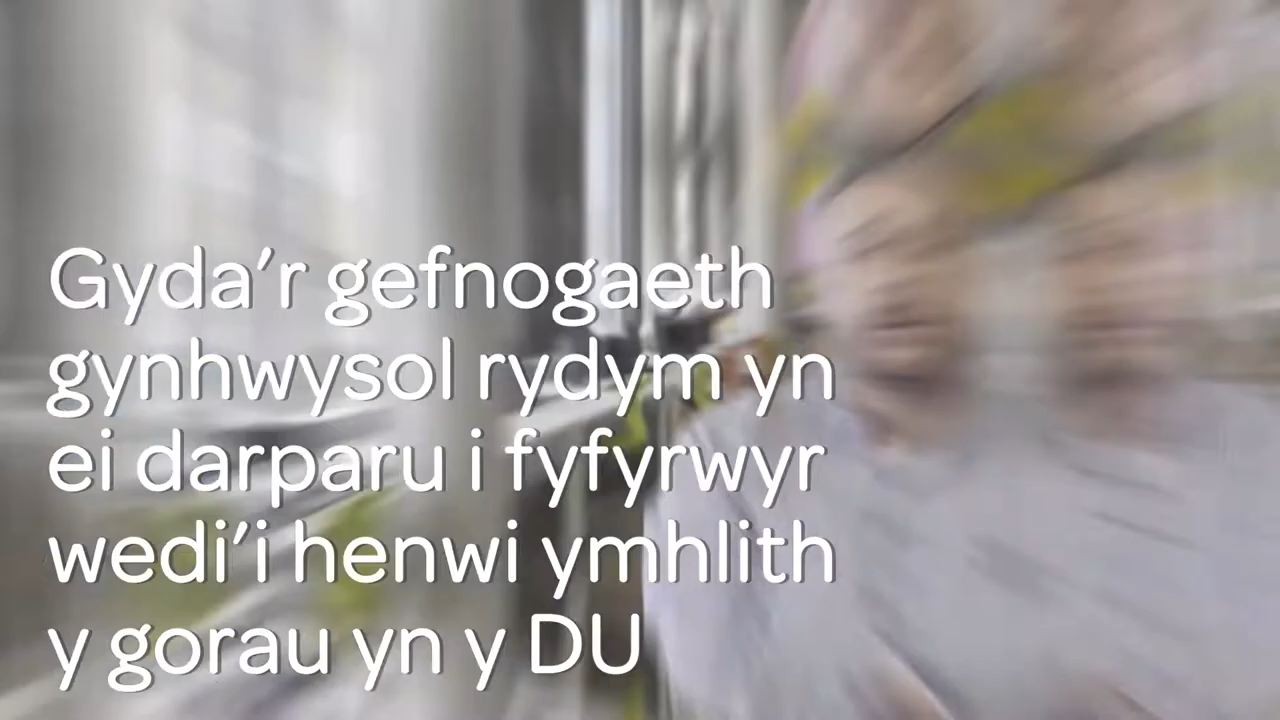 Gyda’r gefnogaeth
gynhwysol rydym yn
ei darparu i fyfyrwyr
wedi’i henwi ymhlith
y gorau yn y DU